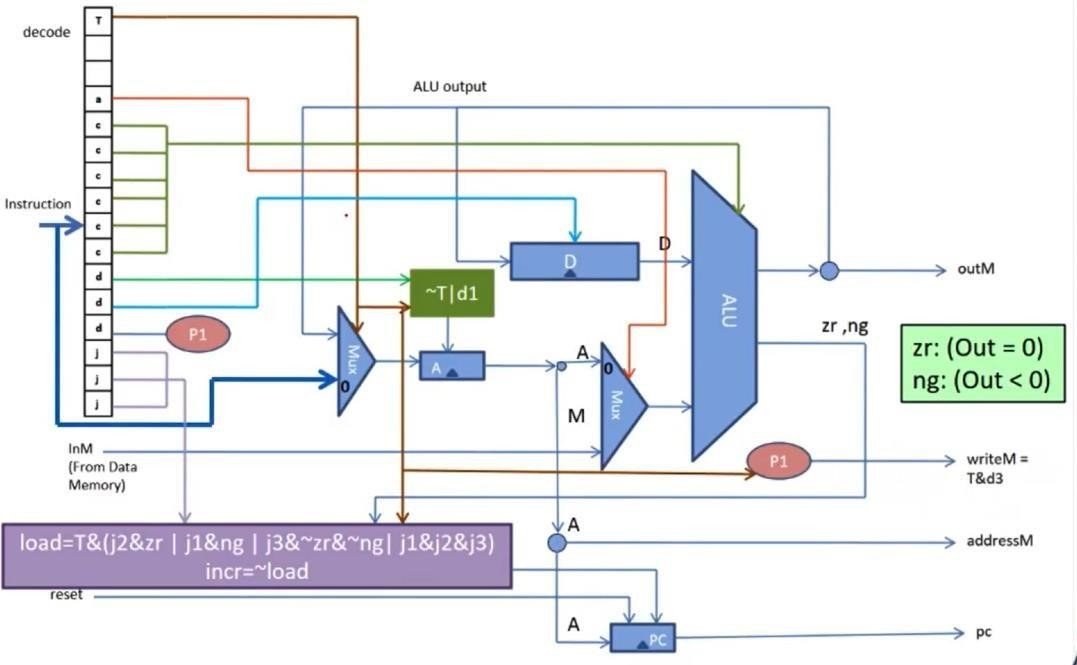 decode
T
a
c
c
c
c
c
c
d
d
d
j
j
j
Instruction
ALU output
D
D
~T|d1
P1
Mux
0
A
A
0
Mux
M
ALU
outM
zr ,ng
zr: (Out = 0)
ng: (Out < 0)
InM
(From Data
Memory)
P1
writeM =
T&d3
load=T&(j2&zr | j1&ng | j3&~zr&~ng| j1&j2&j3)
incr=~load
A
addressM
reset
A
PC
pc